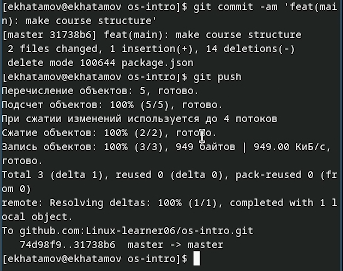 [ekhatamov@ekhatamov os-intro]$ git commit -am 'feat(mai
n): make course structure'
[master 31738b6] feat(main): make course structure
 2 files changed, 1 insertion(+), 14 deletions(-)
 delete mode 100644 package.json
[ekhatamov@ekhatamov os-intro]$ git push
Перечисление объектов: 5, готово.
Подсчет объектов: 100% (5/5), готово.
При сжатии изменений используется до 4 потоков
Сжатие объектов: 100% (2/2), готово.
Запись объектов: 100% (3/3), 949 байтов | 949.00 КиБ/с,
готово.
Total 3 (delta 1), reused 0 (delta 0), pack-reused 0 (fr
om 0)
remote: Resolving deltas: 100% (1/1), completed with 1 l
ocal object.
To github.com:Linux-learner06/os-intro.git
   74d98f9..31738b6  master -> master
[ekhatamov@ekhatamov os-intro]$